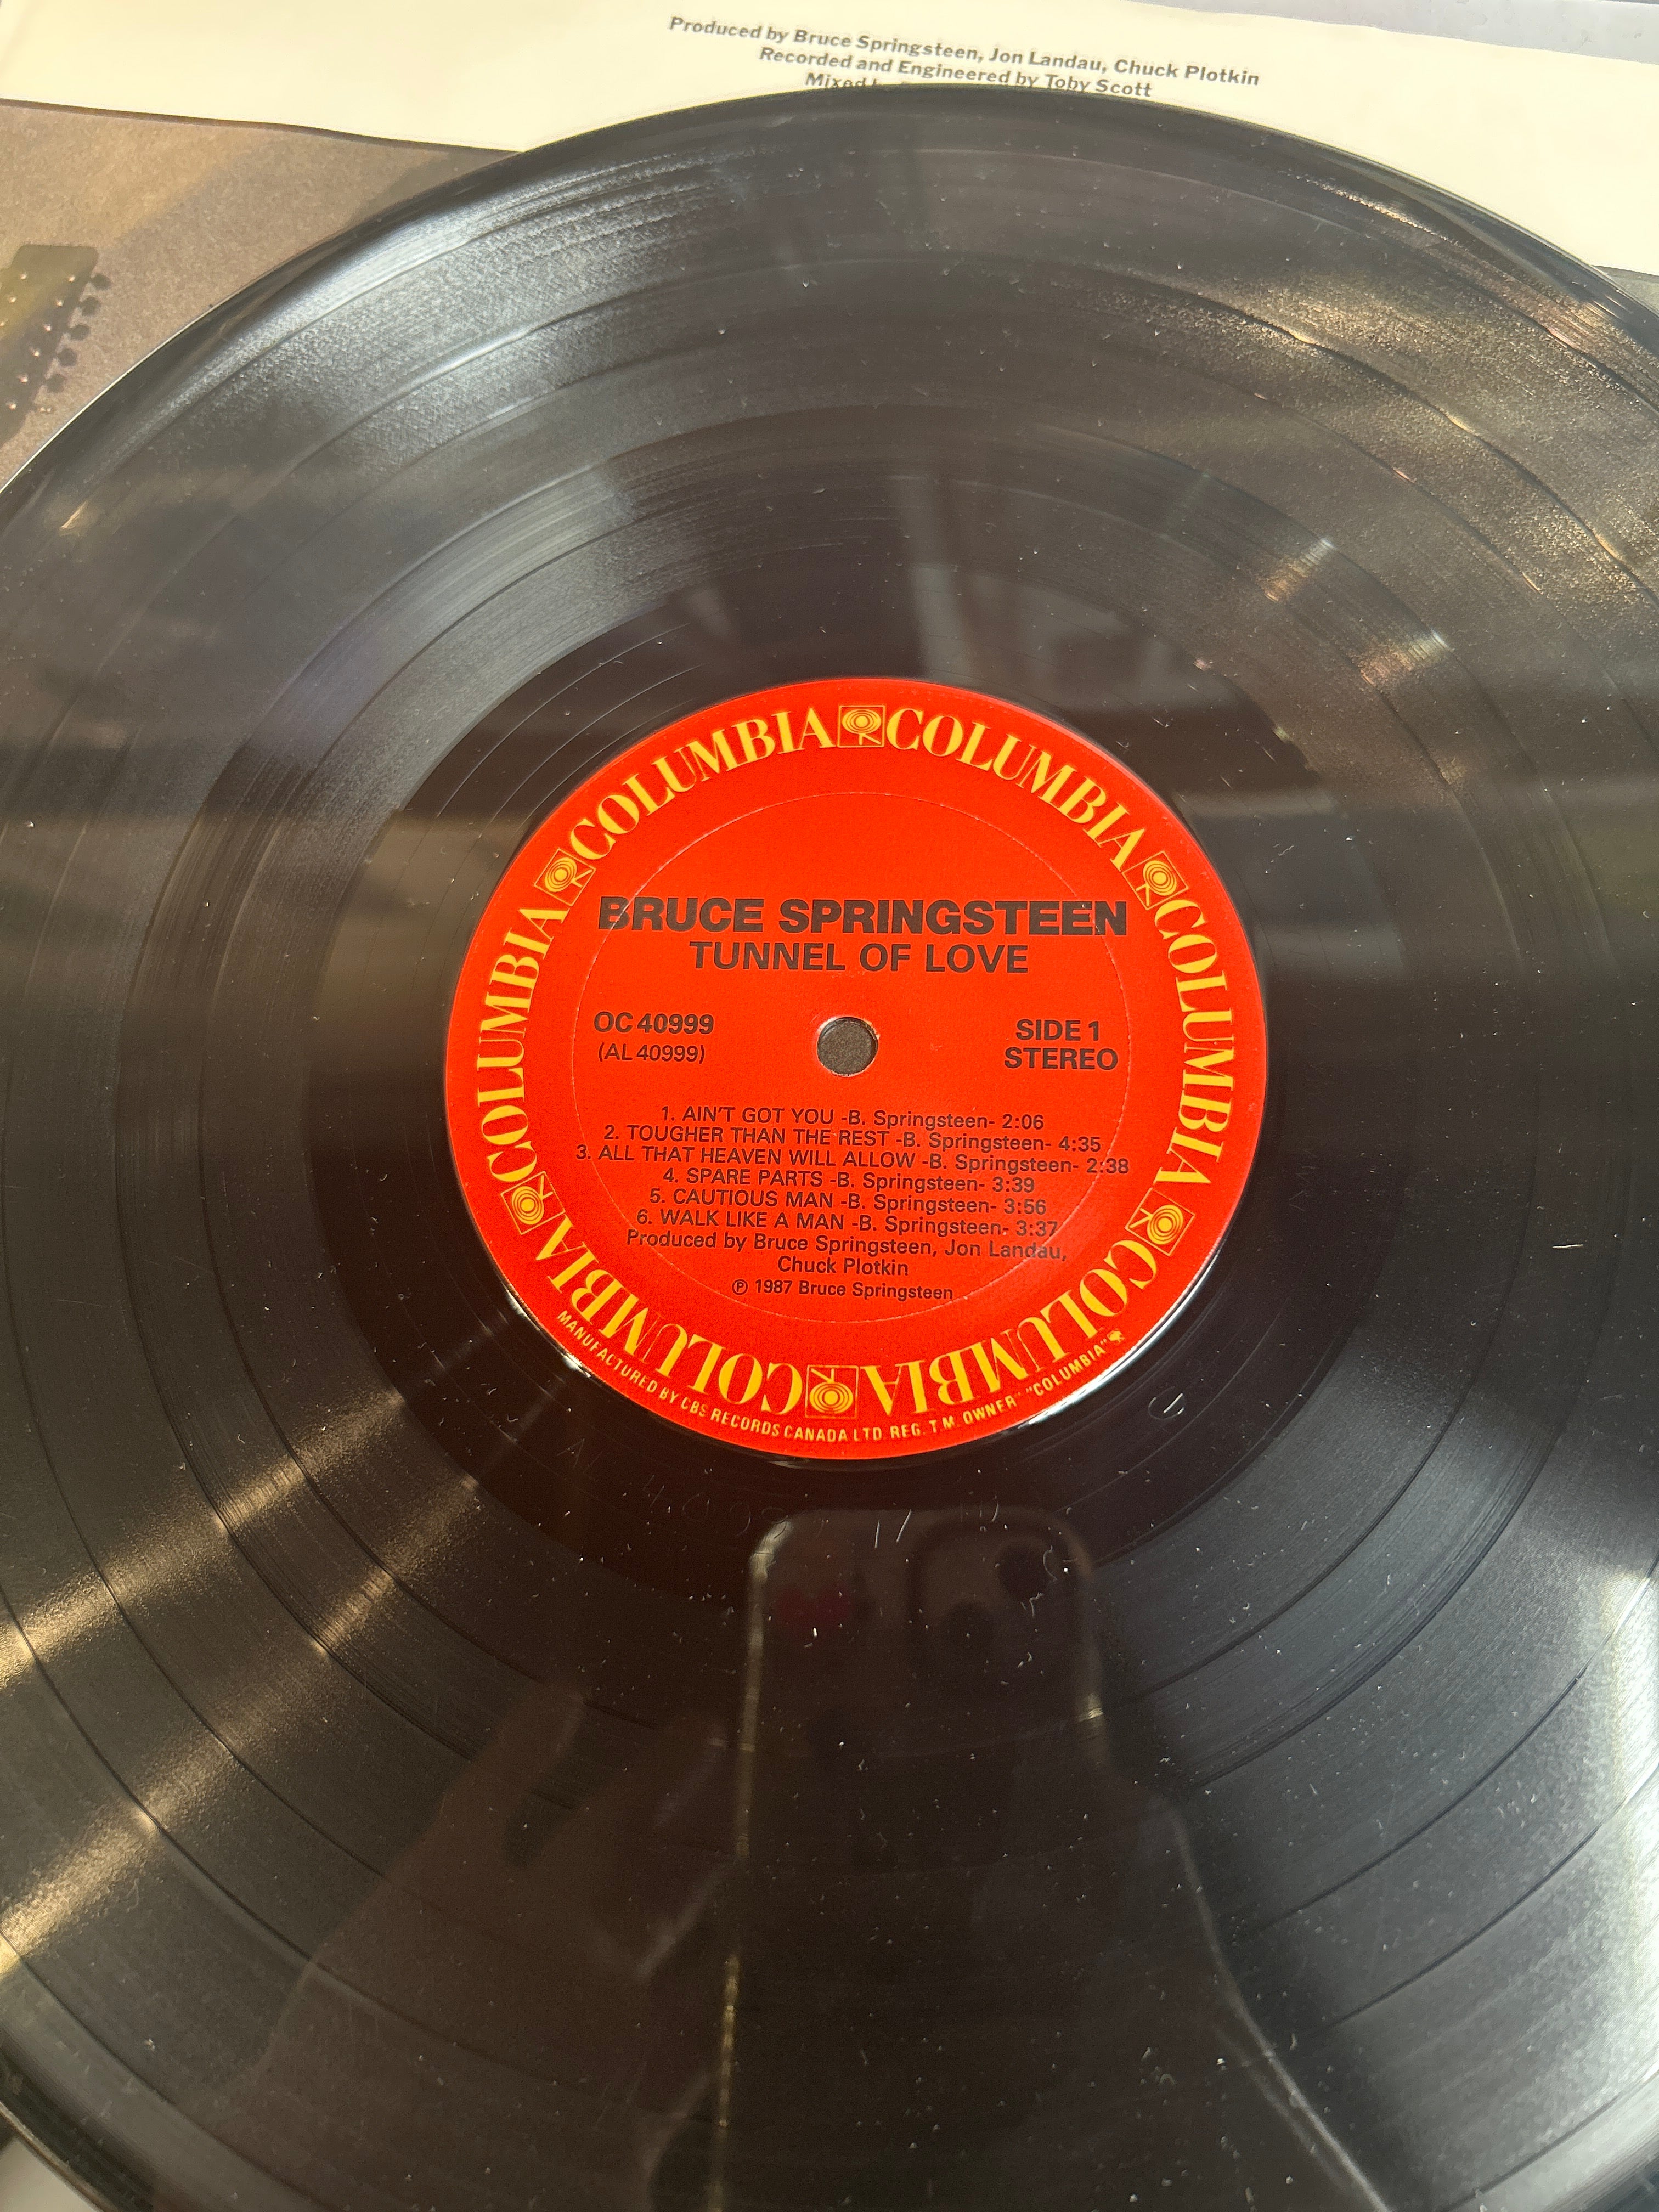 Produced by Bruce Springsteen, Jon Landau, Chuck Plotkin
Recorded and Engineered by Toby Scott
Mixed
COLUMBIA COLUMBIA COLUMBIA COLUMBIA COLUMBIA COLUMBIA COLUMBIA COLUMBIA
BRUCE SPRINGSTEEN
TUNNEL OF LOVE
OC 40999
(AL 40999)
SIDE 1
STEREO
1. AIN'T GOT YOU -B. Springsteen- 2:06
2. TOUGHER THAN THE REST -B. Springsteen- 4:35
3. ALL THAT HEAVEN WILL ALLOW -B. Springsteen- 2:38
4. SPARE PARTS -B. Springsteen- 3:39
5. CAUTIOUS MAN -B. Springsteen- 3:56
6. WALK LIKE A MAN -B. Springsteen- 3:37
Produced by Bruce Springsteen, Jon Landau,
Chuck Plotkin
℗ 1987 Bruce Springsteen
MANUFACTURED BY CBS RECORDS CANADA LTD. REG. T.M. OWNER "COLUMBIA"